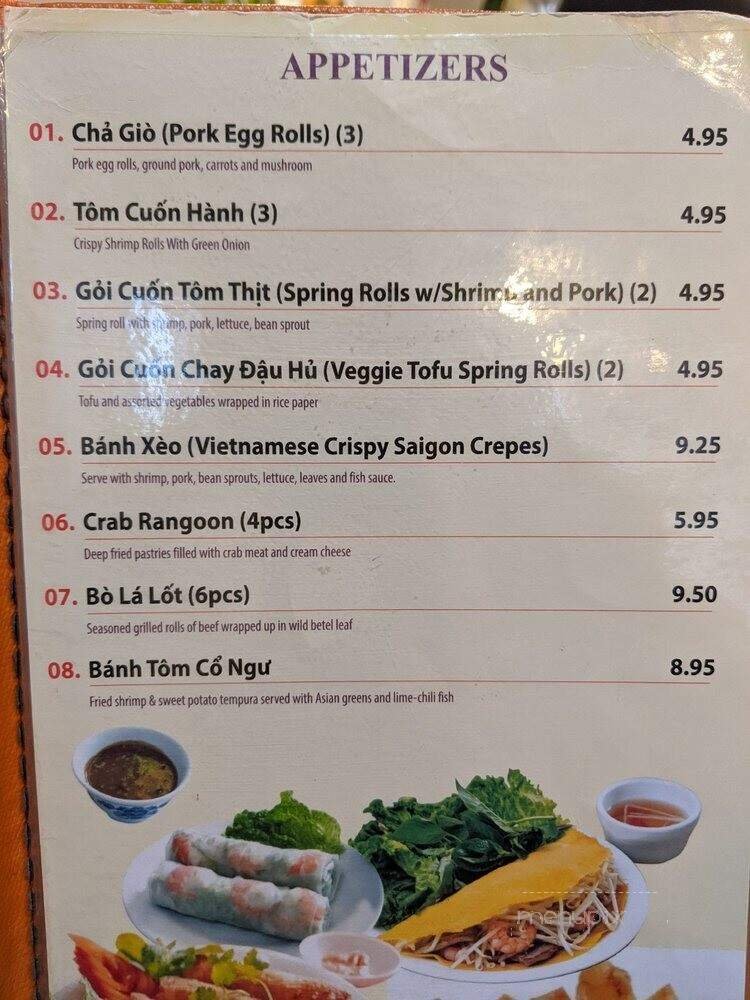 APPETIZERS
01. Chả Giò (Pork Egg Rolls) (3) 4.95
Pork egg rolls, ground pork, carrots and mushroom
02. Tôm Cuốn Hành (3) 4.95
Crispy Shrimp Rolls With Green Onion
03. Gỏi Cuốn Tôm Thịt (Spring Rolls w/Shrimp and Pork) (2) 4.95
Spring roll with shrimp, pork, lettuce, bean sprout
04. Gỏi Cuốn Chay Đậu Hủ (Veggie Tofu Spring Rolls) (2) 4.95
Tofu and assorted vegetables wrapped in rice paper
05. Bánh Xèo (Vietnamese Crispy Saigon Crepes) 9.25
Serve with shrimp, pork, bean sprouts, lettuce, leaves and fish sauce.
06. Crab Rangoon (4pcs) 5.95
Deep fried pastries filled with crab meat and cream cheese
07. Bò Lá Lốt (6pcs) 9.50
Seasoned grilled rolls of beef wrapped up in wild betel leaf
08. Bánh Tôm Cổ Ngư 8.95
Fried shrimp & sweet potato tempura served with Asian greens and lime-chili fish